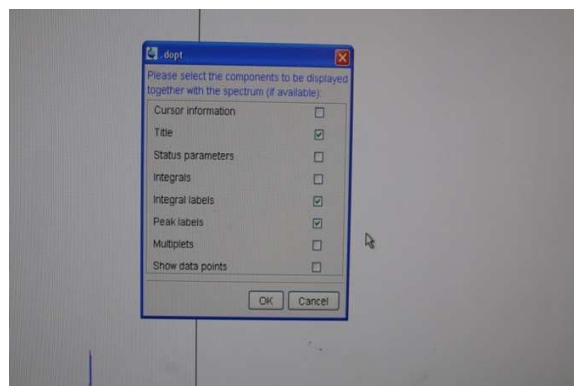 .dopt
Please select the components to be displayed
together with the spectrum (if available):
Cursor information
Title
Status parameters
Integrals
Integral labels
Peak labels
Multiplets
Show data points
OK Cancel